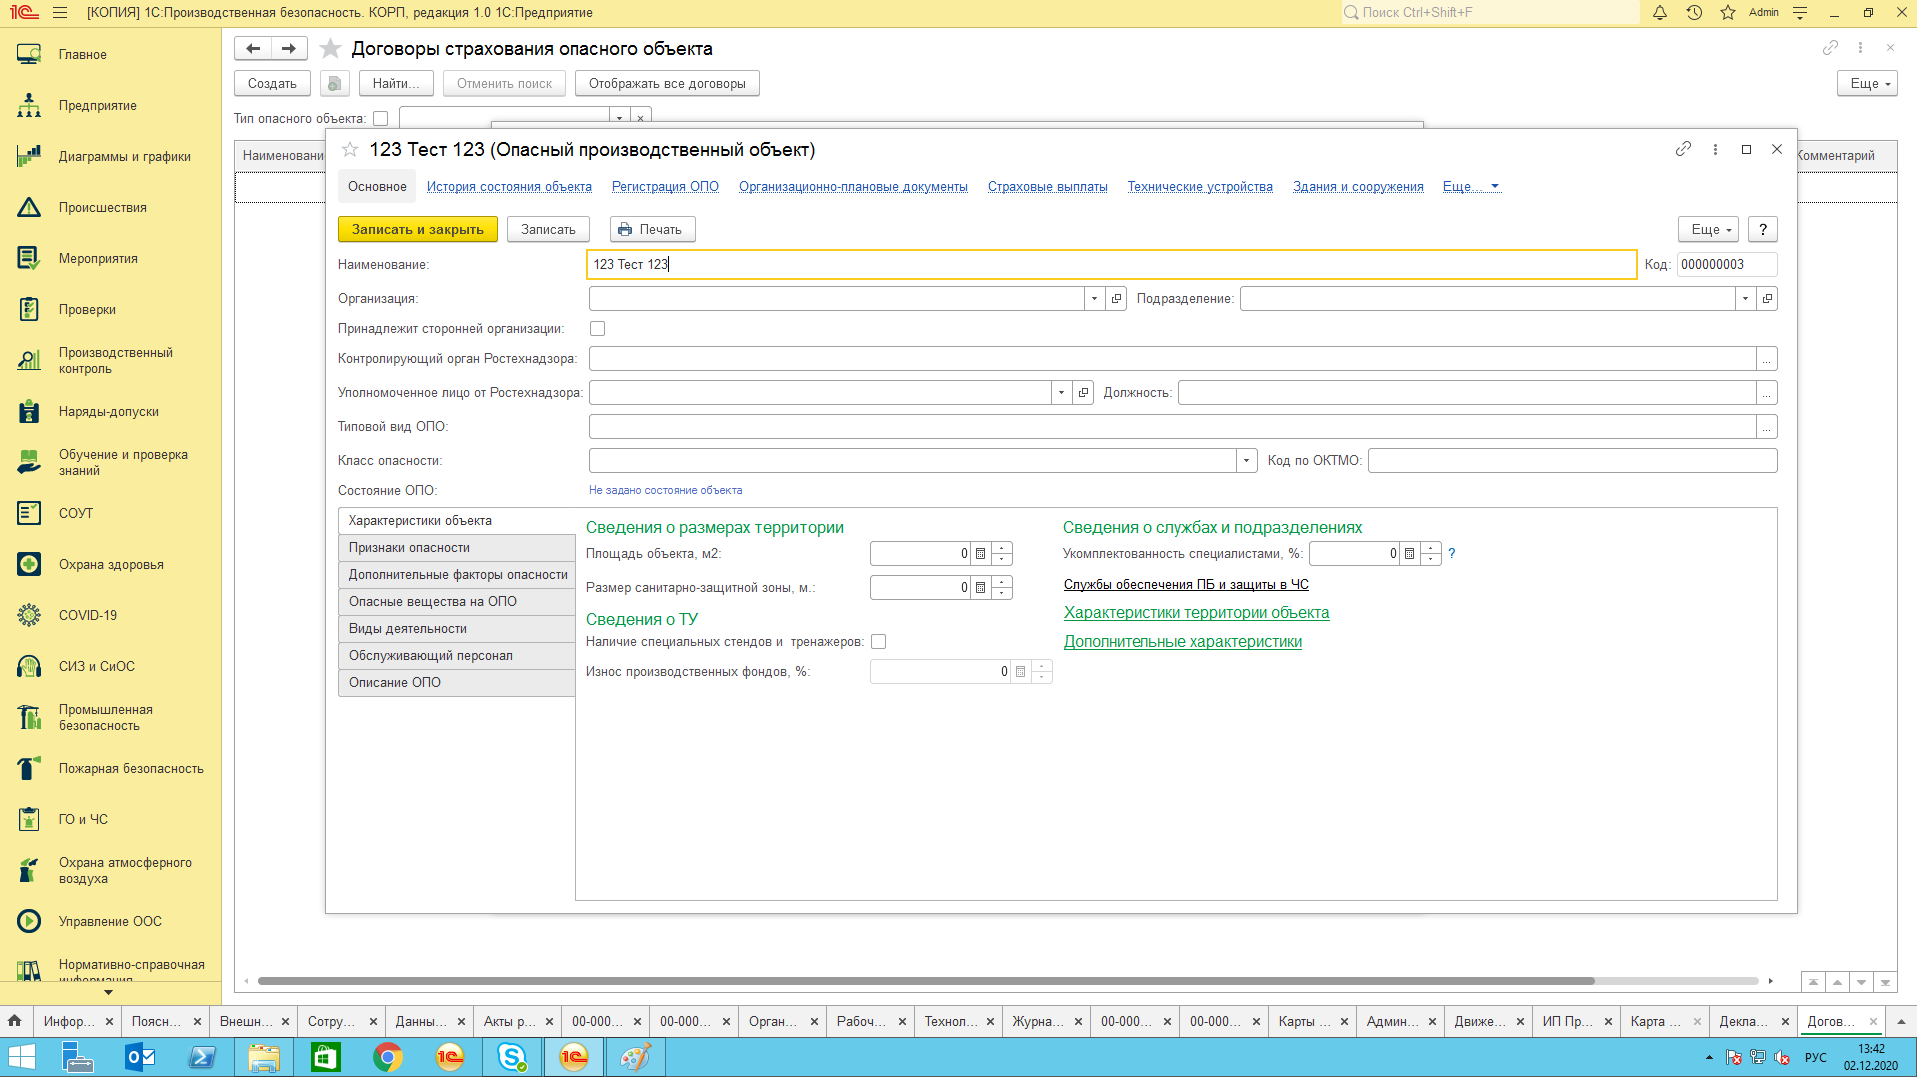 [КОПИЯ] 1С:Производственная безопасность. КОРП, редакция 1.0 1С:Предприятие
Поиск Ctrl+Shift+F
Admin
Главное
Предприятие
Диаграммы и графики
Происшествия
Мероприятия
Проверки
Производственный
контроль
Наряды-допуски
Обучение и проверка
знаний
СОУТ
Охрана здоровья
COVID-19
СИЗ и СиОС
Промышленная
безопасность
Пожарная безопасность
ГО и ЧС
Охрана атмосферного
воздуха
Управление ООС
Нормативно-справочная
информация
Договоры страхования опасного объекта
Создать
Найти...
Отменить поиск
Отображать все договоры
Еще
Тип опасного объекта:
Наименовани
Комментарий
123 Тест 123 (Опасный производственный объект)
Основное
История состояния объекта
Регистрация ОПО
Организационно-плановые документы
Страховые выплаты
Технические устройства
Здания и сооружения
Еще...
Записать и закрыть
Записать
Печать
Еще
?
Наименование:
123 Тест 123
Код:
000000003
Организация:
Подразделение:
Принадлежит сторонней организации:
Контролирующий орган Ростехнадзора:
...
Уполномоченное лицо от Ростехнадзора:
Должность:
...
Типовой вид ОПО:
...
Класс опасности:
Код по ОКТМО:
Состояние ОПО:
Не задано состояние объекта
Характеристики объекта
Признаки опасности
Дополнительные факторы опасности
Опасные вещества на ОПО
Виды деятельности
Обслуживающий персонал
Описание ОПО
Сведения о размерах территории
Площадь объекта, м2:
0
Размер санитарно-защитной зоны, м.:
0
Сведения о ТУ
Наличие специальных стендов и тренажеров:
Износ производственных фондов, %:
0
Сведения о службах и подразделениях
Укомплектованность специалистами, %:
0
?
Службы обеспечения ПБ и защиты в ЧС
Характеристики территории объекта
Дополнительные характеристики
Инфор...
Поясн...
Внешн...
Сотру...
Данны...
Акты р...
00-000...
00-000...
Орган...
Рабоч...
Технол...
Журна...
00-000...
00-000...
Карты ...
Админ...
Движе...
ИП Пр...
Карта ...
Декла...
Догов...
РУС
13:42
02.12.2020